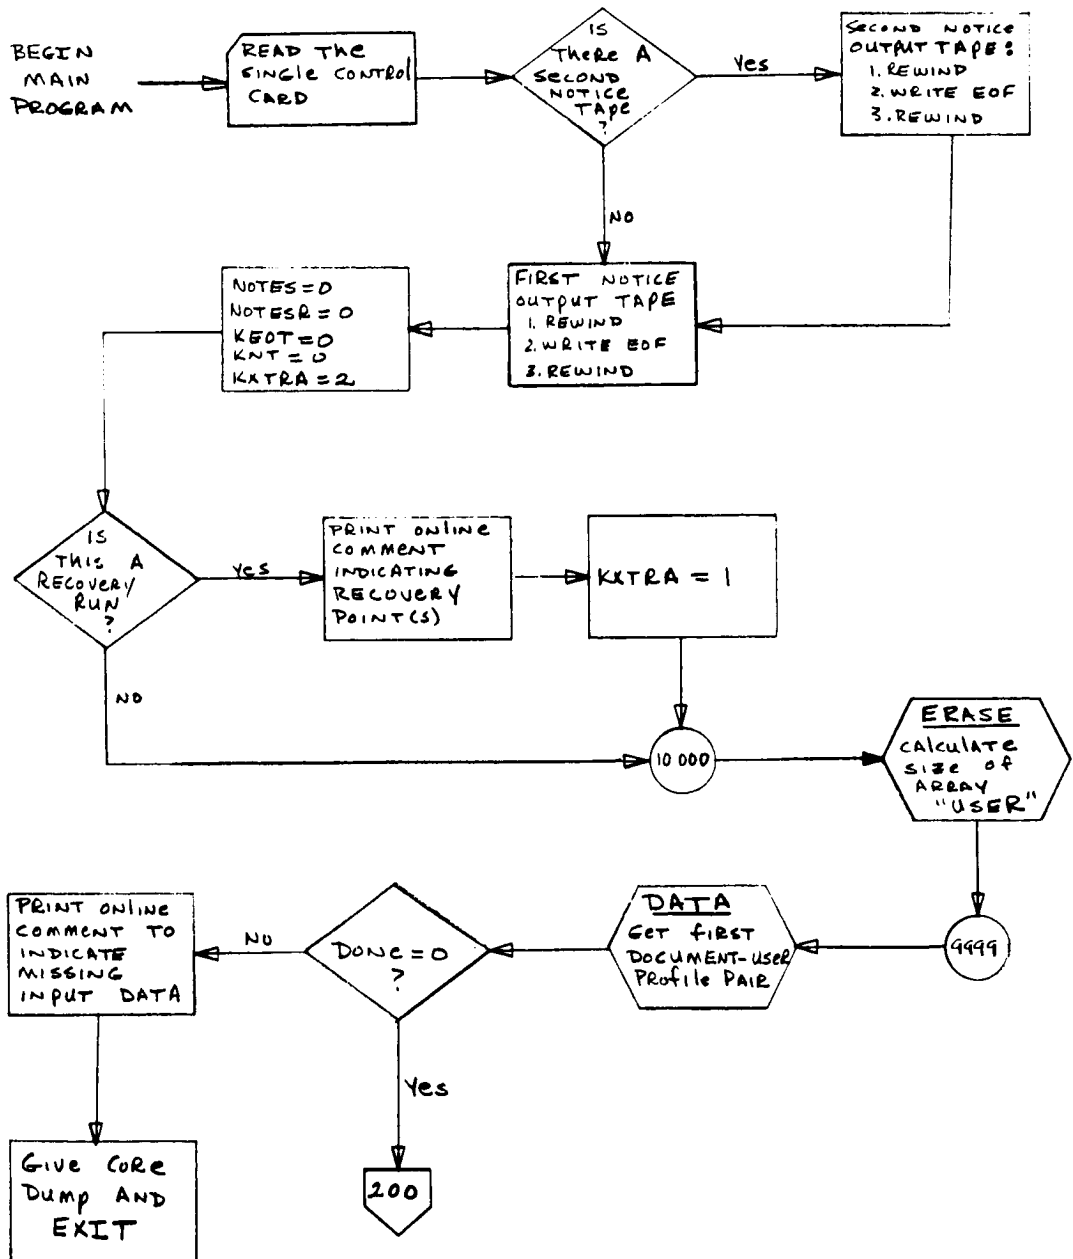 BEGIN
MAIN
PROGRAM
READ THE
SINGLE CONTROL
CARD
IS
THERE A
SECOND
NOTICE
TAPE
?
Yes
SECOND NOTICE
OUTPUT TAPE:
1. REWIND
2. WRITE EOF
3. REWIND
NO
FIRST NOTICE
OUTPUT TAPE
1. REWIND
2. WRITE EOF
3. REWIND
NOTES=0
NOTESR=0
KEOT=0
KNT=0
KXTRA=2
IS
THIS A
RECOVERY
RUN
?
Yes
PRINT ONLINE
COMMENT
INDICATING
RECOVERY
POINT(S)
KXTRA = 1
NO
10 000
ERASE
CALCULATE
SIZE OF
ARRAY
"USER"
9999
DATA
GET FIRST
DOCUMENT-USER
PROFILE PAIR
DONE=0
?
NO
PRINT ONLINE
COMMENT TO
INDICATE
MISSING
INPUT DATA
Yes
200
GIVE CORE
DUMP AND
EXIT